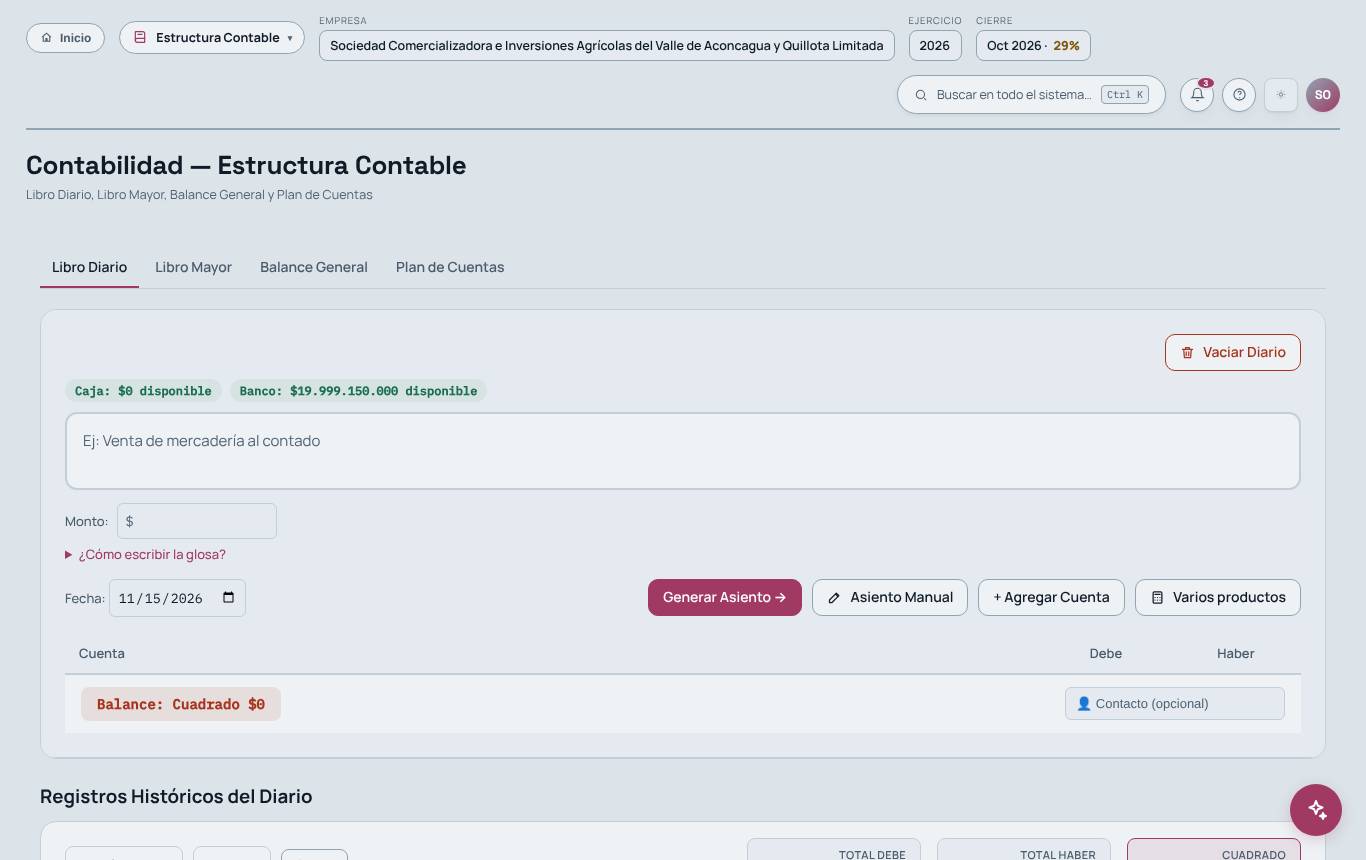 Inicio
Estructura Contable ▾
EMPRESA
Sociedad Comercializadora e Inversiones Agrícolas del Valle de Aconcagua y Quillota Limitada
EJERCICIO
2026
CIERRE
Oct 2026 · 29%
Buscar en todo el sistema... Ctrl K
3
SO
Contabilidad — Estructura Contable
Libro Diario, Libro Mayor, Balance General y Plan de Cuentas
Libro Diario Libro Mayor Balance General Plan de Cuentas
Vaciar Diario
Caja: $0 disponible Banco: $19.999.150.000 disponible
Ej: Venta de mercadería al contado
Monto: $
▶ ¿Cómo escribir la glosa?
Fecha: 11/15/2026
Generar Asiento → Asiento Manual + Agregar Cuenta Varios productos
Cuenta Debe Haber
Balance: Cuadrado $0
👤 Contacto (opcional)
Registros Históricos del Diario
TOTAL DEBE TOTAL HABER CUADRADO